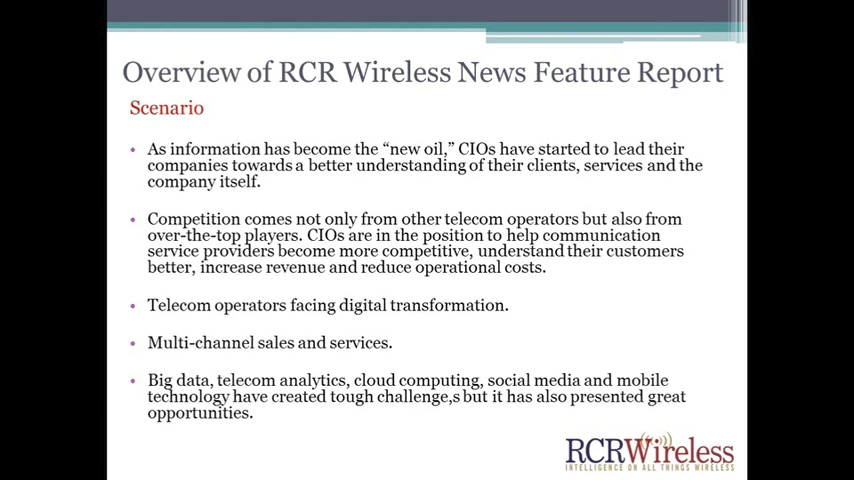 Overview of RCR Wireless News Feature Report
Scenario
• As information has become the “new oil,” CIOs have started to lead their
companies towards a better understanding of their clients, services and the
company itself.
• Competition comes not only from other telecom operators but also from
over-the-top players. CIOs are in the position to help communication
service providers become more competitive, understand their customers
better, increase revenue and reduce operational costs.
• Telecom operators facing digital transformation.
• Multi-channel sales and services.
• Big data, telecom analytics, cloud computing, social media and mobile
technology have created tough challenge,s but it has also presented great
opportunities.
RCRWireless
INTELLIGENCE ON ALL THINGS WIRELESS